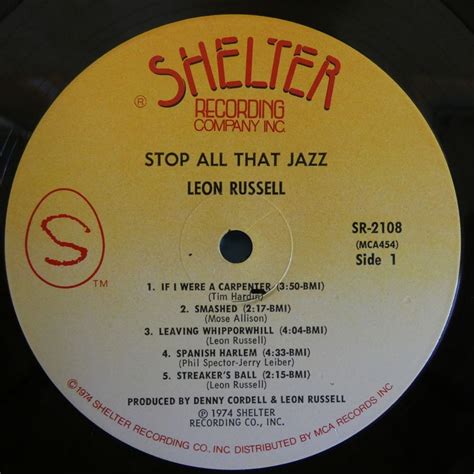 SHELTER
® RECORDING
COMPANY INC.
STOP ALL THAT JAZZ
LEON RUSSELL
SR-2108
(MCA454)
Side 1
S
TM
1. IF I WERE A CARPENTER (3:50-BMI)
(Tim Hardin)
2. SMASHED (2:17-BMI)
(Mose Allison)
3. LEAVING WHIPPORWHILL (4:04-BMI)
(Leon Russell)
4. SPANISH HARLEM (4:33-BMI)
(Phil Spector-Jerry Leiber)
5. STREAKER'S BALL (2:15-BMI)
(Leon Russell)
PRODUCED BY DENNY CORDELL & LEON RUSSELL
℗ 1974 SHELTER
RECORDING CO., INC.
©1974 SHELTER RECORDING CO., INC DISTRIBUTED BY MCA RECORDS INC